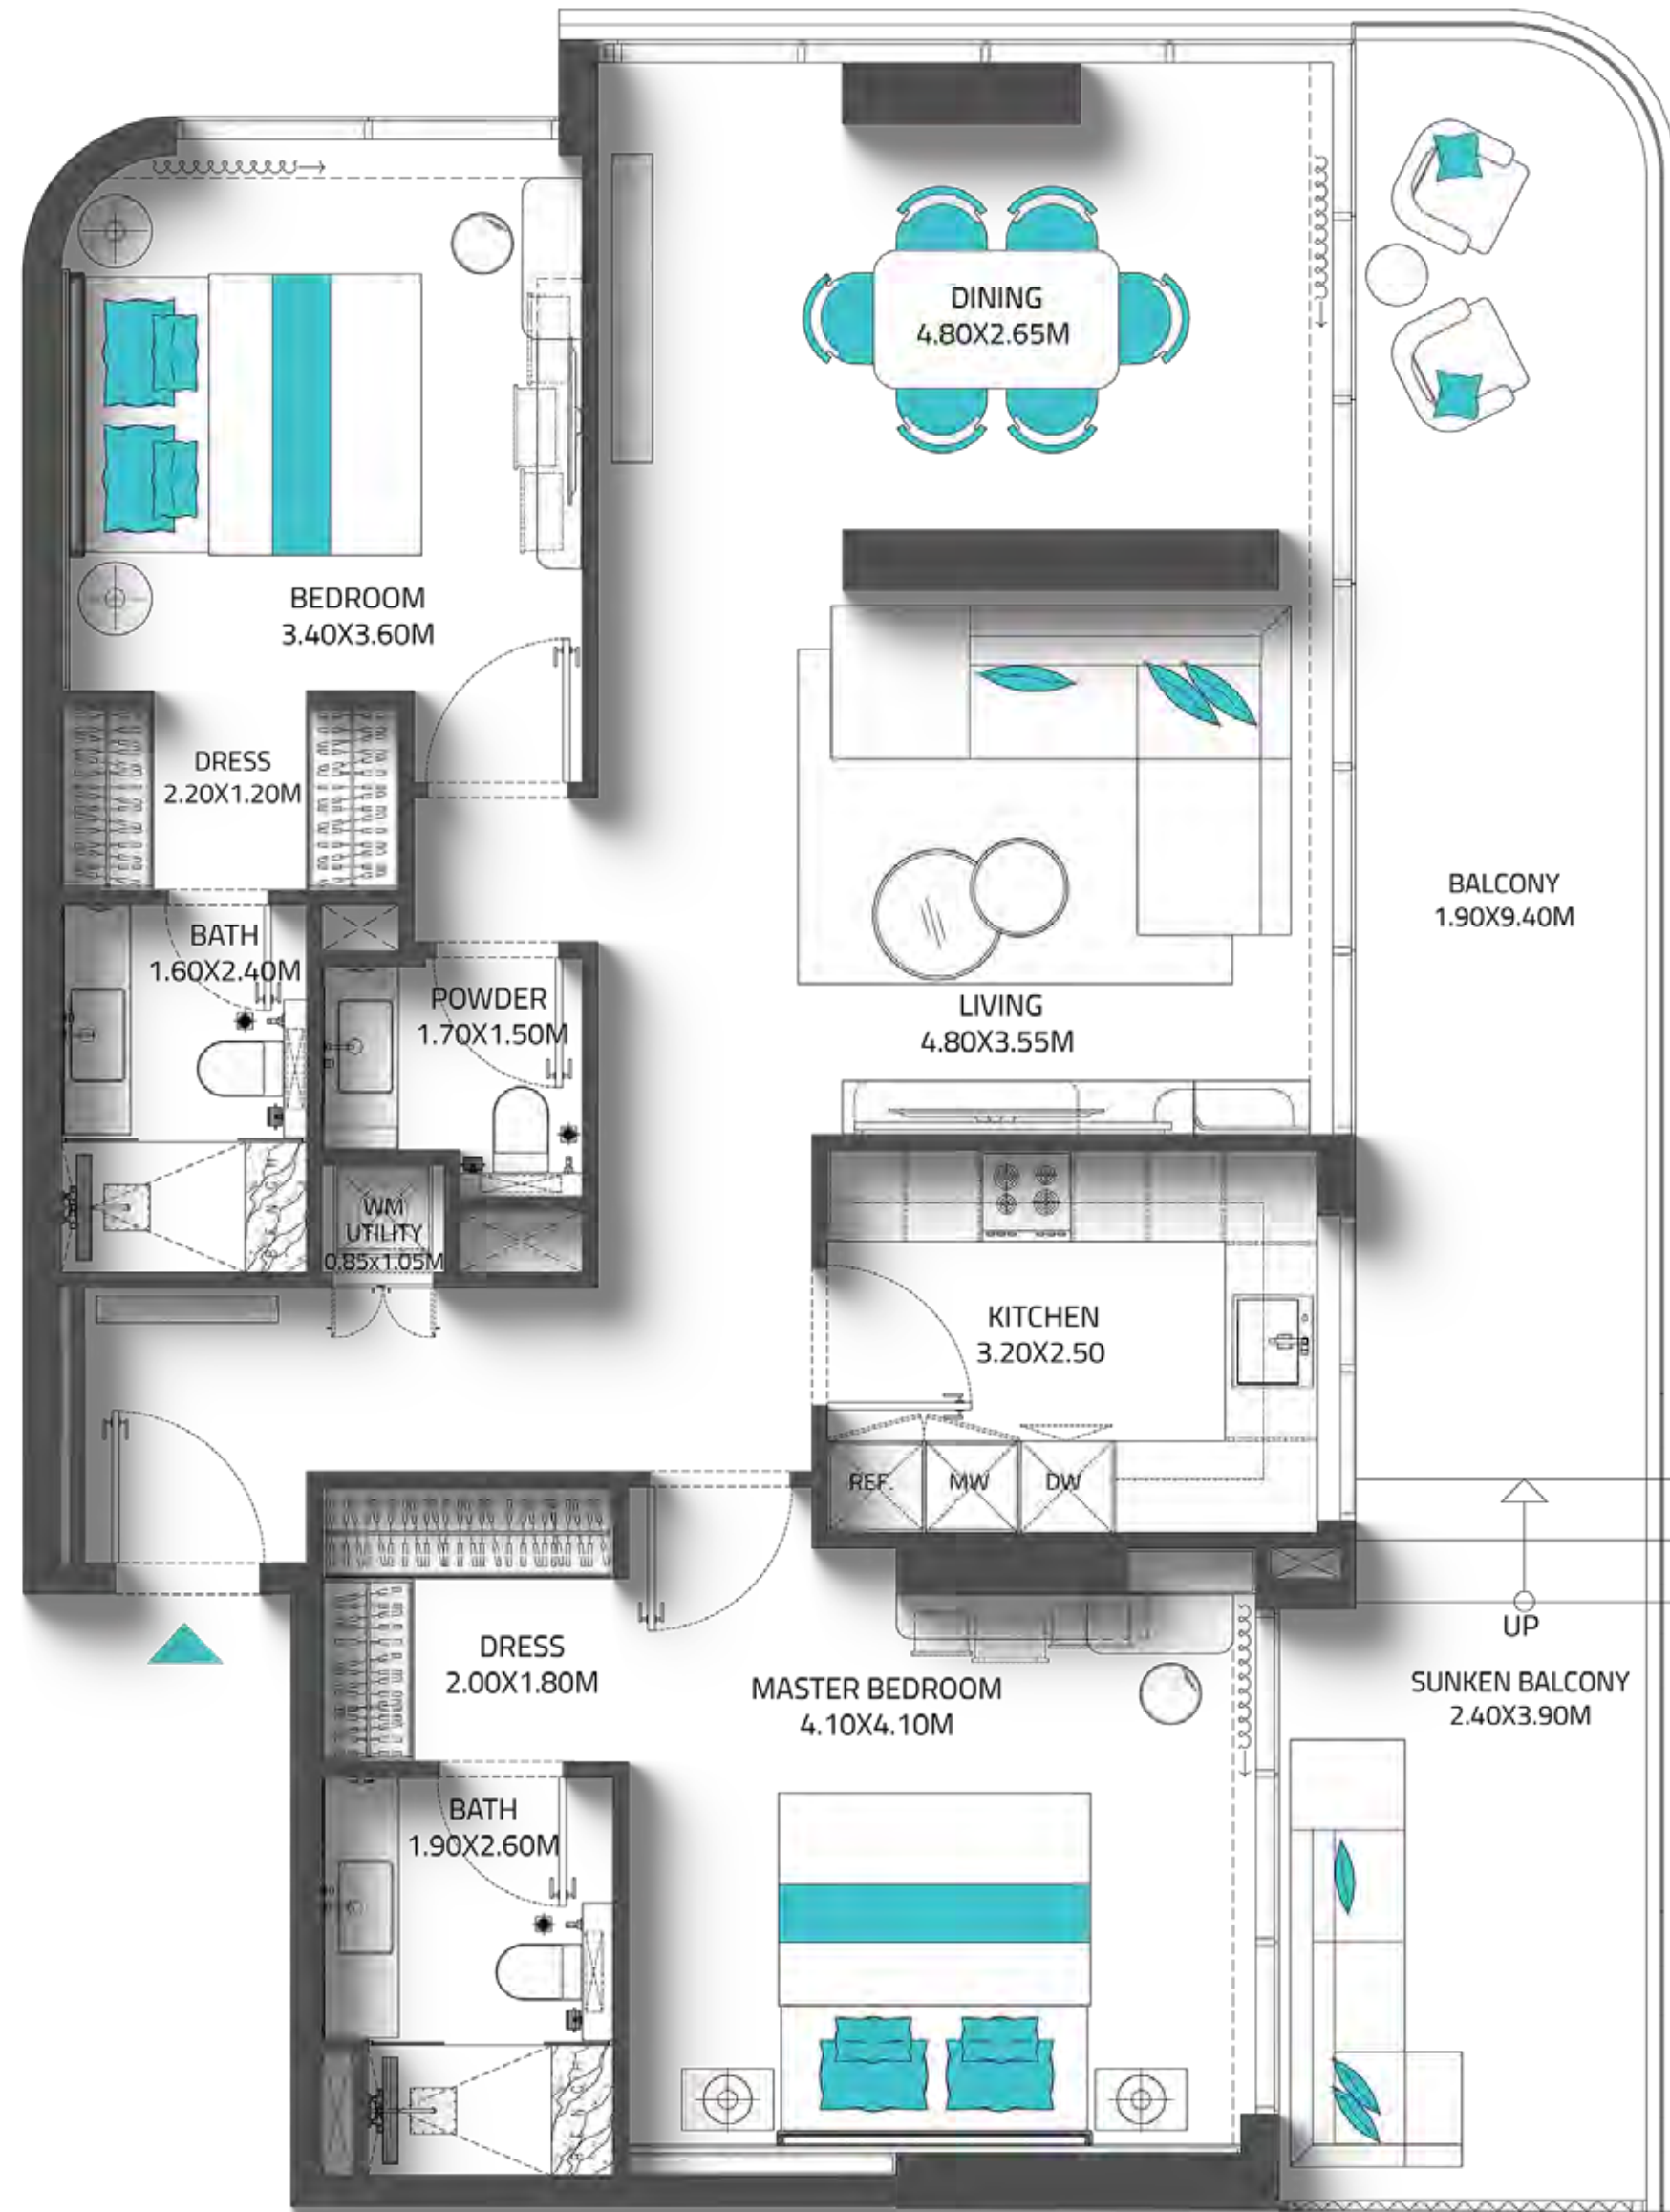 DINING
4.80X2.65M
BEDROOM
3.40X3.60M
DRESS
2.20X1.20M
BALCONY
1.90X9.40M
BATH
1.60X2.40M
POWDER
1.70X1.50M
LIVING
4.80X3.55M
WM
UTILITY
0.85x1.05M
KITCHEN
3.20X2.50
REF.
MW
DW
UP
DRESS
2.00X1.80M
MASTER BEDROOM
4.10X4.10M
SUNKEN BALCONY
2.40X3.90M
BATH
1.90X2.60M